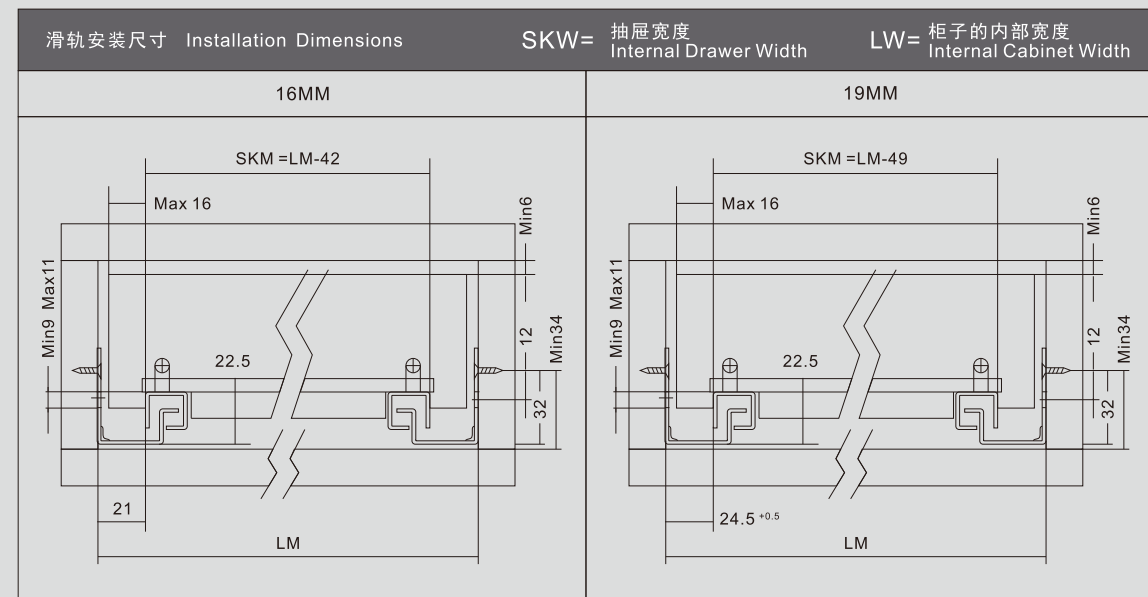 滑轨安装尺寸 Installation Dimensions
SKW= 抽屉宽度
Internal Drawer Width
LW= 柜子的内部宽度
Internal Cabinet Width
16MM
SKM =LM-42
Max 16
Min6
Min9 Max11
22.5
12
Min34
32
21
LM
19MM
SKM =LM-49
Max 16
Min6
Min9 Max11
22.5
12
Min34
32
24.5 +0.5
LM